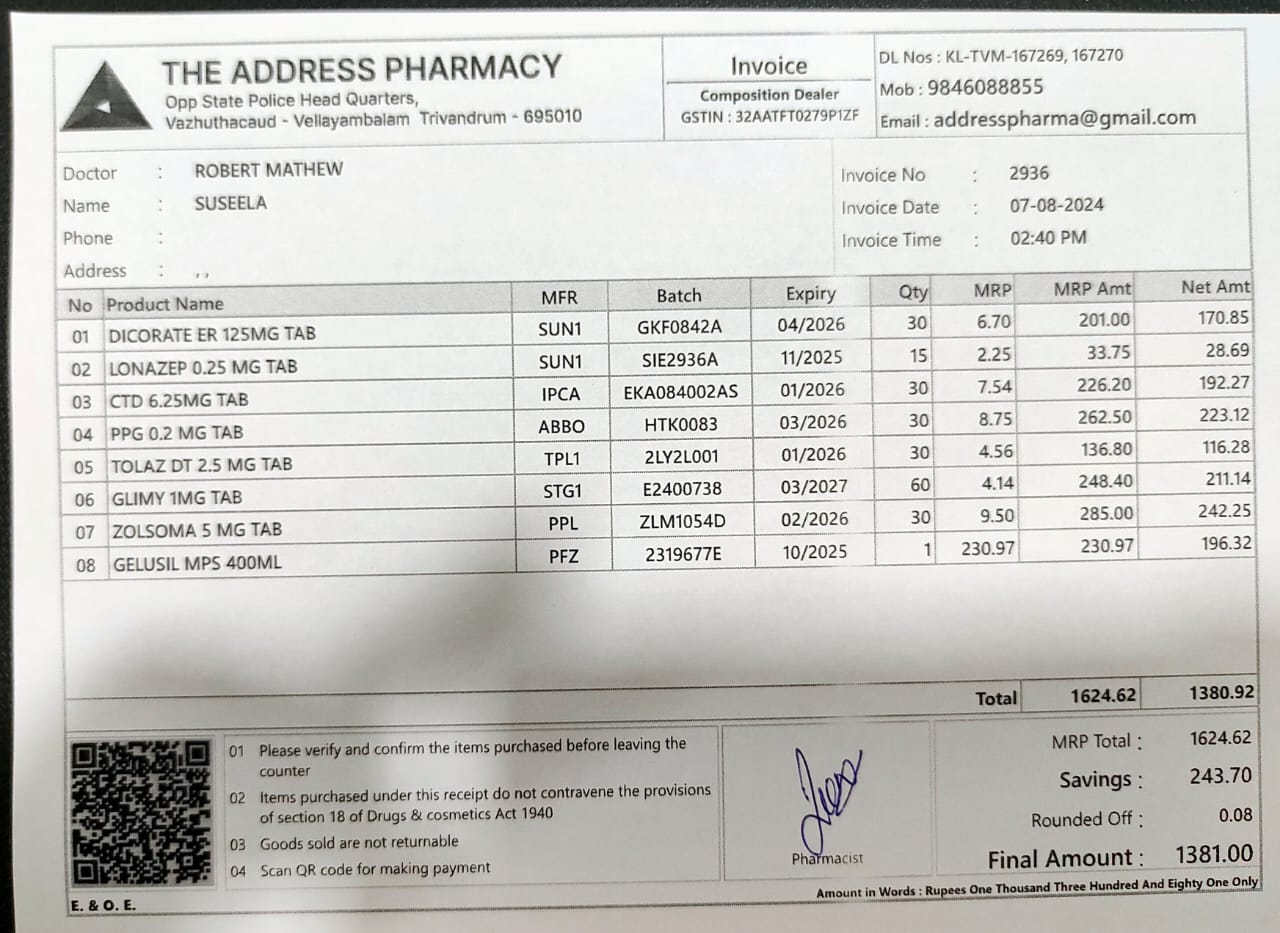 THE ADDRESS PHARMACY
Opp State Police Head Quarters,
Vazhuthacaud - Vellayambalam Trivandrum - 695010
Invoice
Composition Dealer
GSTIN : 32AATFT0279P1ZF
DL Nos : KL-TVM-167269, 167270
Mob : 9846088855
Email : addresspharma@gmail.com
Doctor : ROBERT MATHEW
Name : SUSEELA
Phone :
Address : , ,
Invoice No : 2936
Invoice Date : 07-08-2024
Invoice Time : 02:40 PM
No Product Name MFR Batch Expiry Qty MRP MRP Amt Net Amt
01 DICORATE ER 125MG TAB SUN1 GKF0842A 04/2026 30 6.70 201.00 170.85
02 LONAZEP 0.25 MG TAB SUN1 SIE2936A 11/2025 15 2.25 33.75 28.69
03 CTD 6.25MG TAB IPCA EKA084002AS 01/2026 30 7.54 226.20 192.27
04 PPG 0.2 MG TAB ABBO HTK0083 03/2026 30 8.75 262.50 223.12
05 TOLAZ DT 2.5 MG TAB TPL1 2LY2L001 01/2026 30 4.56 136.80 116.28
06 GLIMY 1MG TAB STG1 E2400738 03/2027 60 4.14 248.40 211.14
07 ZOLSOMA 5 MG TAB PPL ZLM1054D 02/2026 30 9.50 285.00 242.25
08 GELUSIL MPS 400ML PFZ 2319677E 10/2025 1 230.97 230.97 196.32
Total 1624.62 1380.92
01 Please verify and confirm the items purchased before leaving the
counter
02 Items purchased under this receipt do not contravene the provisions
of section 18 of Drugs & cosmetics Act 1940
03 Goods sold are not returnable
04 Scan QR code for making payment
E. & O. E.
Pharmacist
MRP Total : 1624.62
Savings : 243.70
Rounded Off : 0.08
Final Amount : 1381.00
Amount in Words : Rupees One Thousand Three Hundred And Eighty One Only